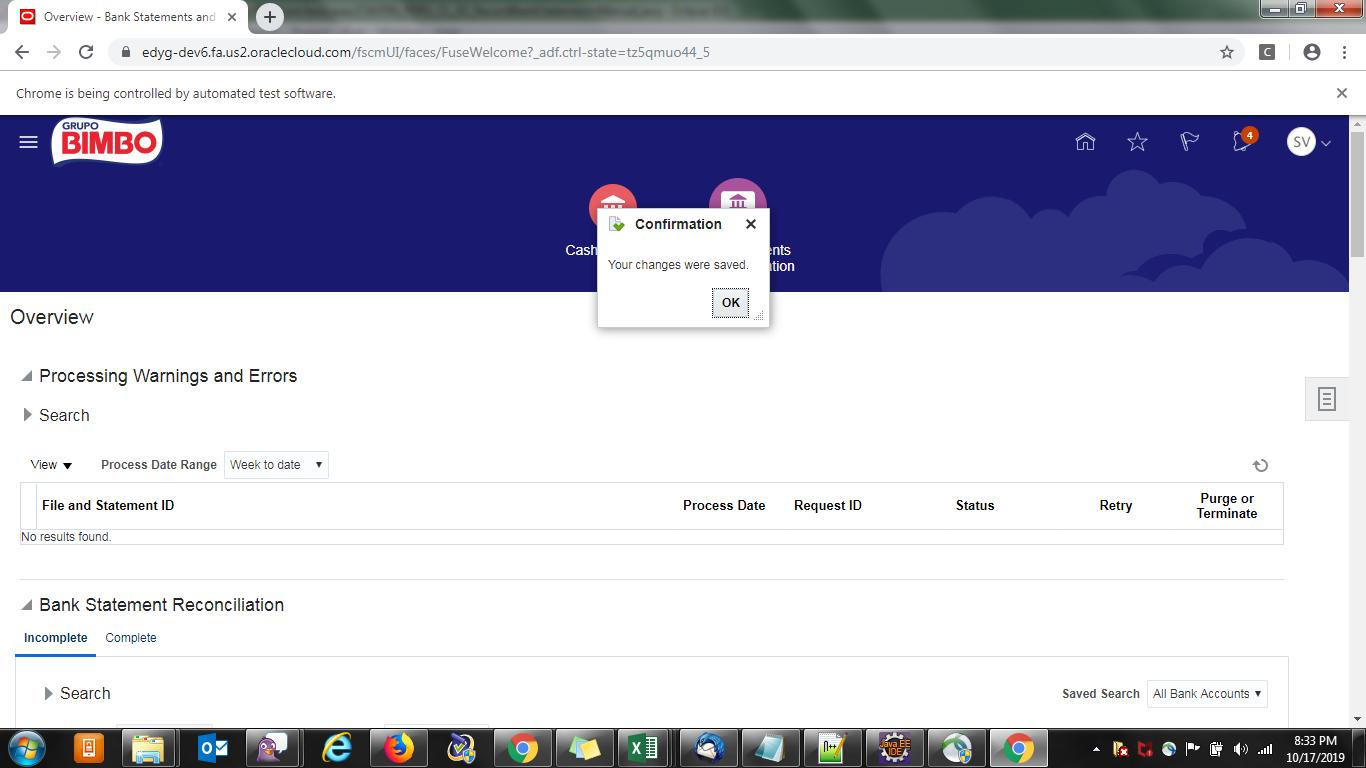 Overview - Bank Statements and
edyg-dev6.fa.us2.oraclecloud.com/fscmUI/faces/FuseWelcome?_adf.ctrl-state=tz5qmuo44_5
C
Chrome is being controlled by automated test software.
GRUPO
BIMBO
4
SV
Cash
ents
ation
Confirmation
Your changes were saved.
OK
Overview
Processing Warnings and Errors
Search
View
Process Date Range
Week to date
File and Statement ID
Process Date
Request ID
Status
Retry
Purge or
Terminate
No results found.
Bank Statement Reconciliation
Incomplete
Complete
Search
Saved Search
All Bank Accounts
Java EE
IDE
8:33 PM
10/17/2019